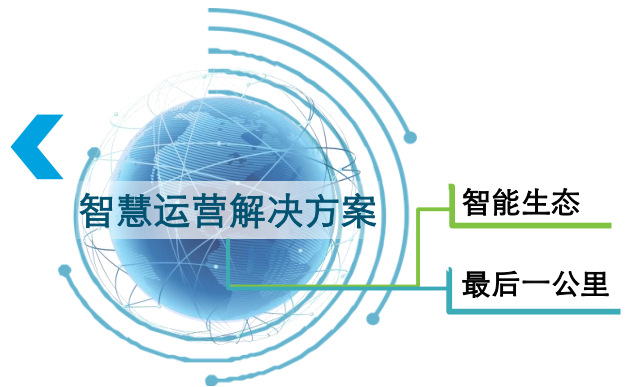 智慧运营解决方案
智能生态
最后一公里